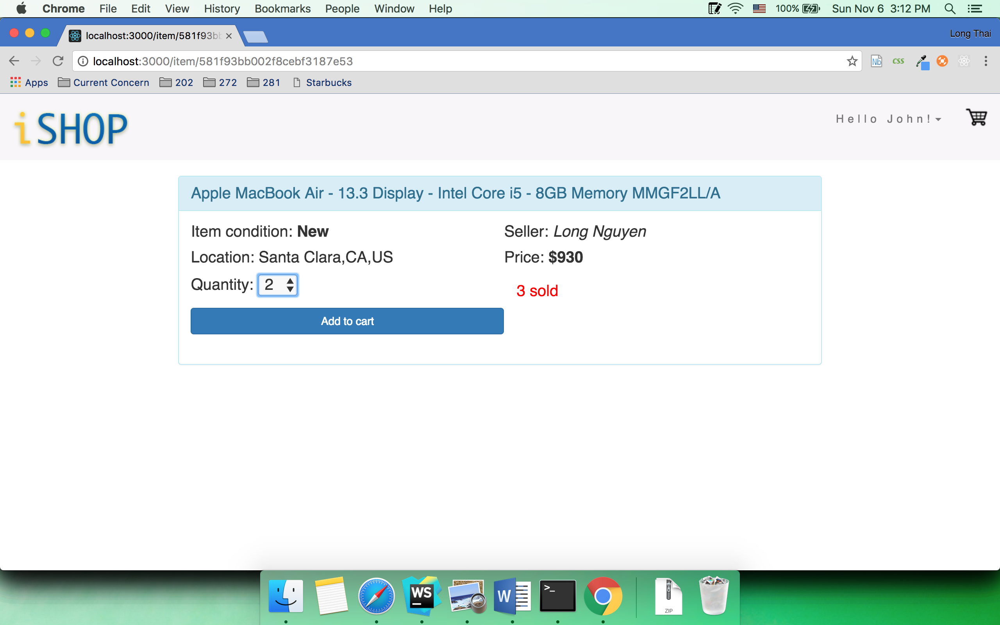 Chrome File Edit View History Bookmarks People Window Help 100% Sun Nov 6 3:12 PM
localhost:3000/item/581f93bb Long Thai
localhost:3000/item/581f93bb002f8cebf3187e53 Nb css
Apps Current Concern 202 272 281 Starbucks
i SHOP Hello John!
Apple MacBook Air - 13.3 Display - Intel Core i5 - 8GB Memory MMGF2LL/A
Item condition: New Seller: Long Nguyen
Location: Santa Clara,CA,US Price: $930
Quantity: 2 3 sold
Add to cart
WS W >_ ZIP